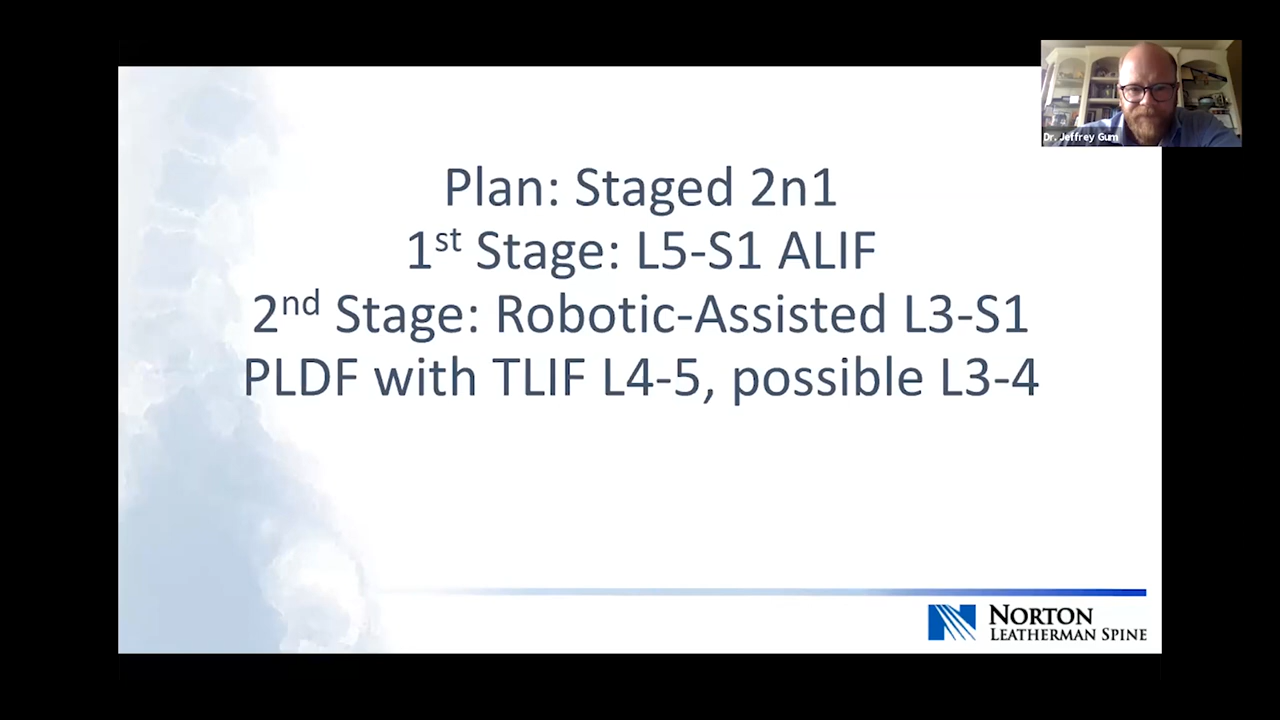 Dr. Jeffrey Gum
Plan: Staged 2n1
1st Stage: L5-S1 ALIF
2nd Stage: Robotic-Assisted L3-S1
PLDF with TLIF L4-5, possible L3-4
NORTON
LEATHERMAN SPINE